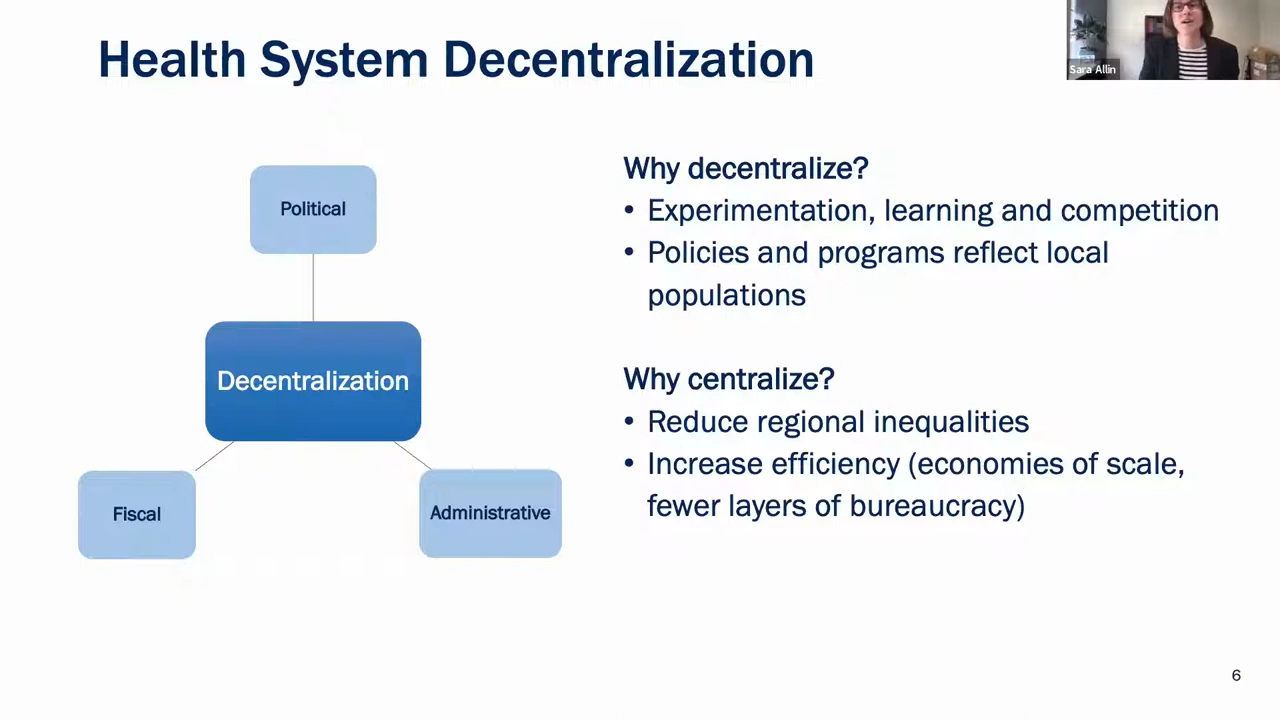 Health System Decentralization
Sara Allin
Political
Decentralization
Fiscal
Administrative
Why decentralize?
• Experimentation, learning and competition
• Policies and programs reflect local
populations
Why centralize?
• Reduce regional inequalities
• Increase efficiency (economies of scale,
fewer layers of bureaucracy)
6